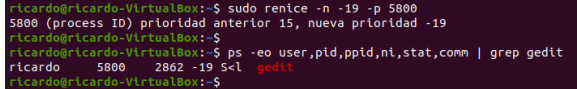 ricardo@ricardo-VirtualBox:~$ sudo renice -n -19 -p 5800
5800 (process ID) prioridad anterior 15, nueva prioridad -19
ricardo@ricardo-VirtualBox:~$
ricardo@ricardo-VirtualBox:~$ ps -eo user,pid,ppid,ni,stat,comm | grep gedit
ricardo     5800    2862 -19 S<l  gedit
ricardo@ricardo-VirtualBox:~$